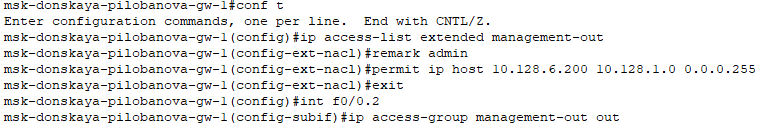 msk-donskaya-pilobanova-gw-1#conf t
Enter configuration commands, one per line.  End with CNTL/Z.
msk-donskaya-pilobanova-gw-1(config)#ip access-list extended management-out
msk-donskaya-pilobanova-gw-1(config-ext-nacl)#remark admin
msk-donskaya-pilobanova-gw-1(config-ext-nacl)#permit ip host 10.128.6.200 10.128.1.0 0.0.0.255
msk-donskaya-pilobanova-gw-1(config-ext-nacl)#exit
msk-donskaya-pilobanova-gw-1(config)#int f0/0.2
msk-donskaya-pilobanova-gw-1(config-subif)#ip access-group management-out out